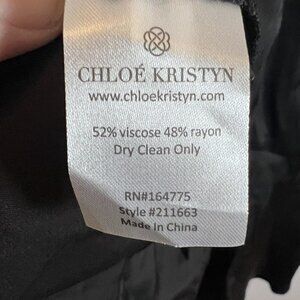 CHLOÉ KRISTYN
www.chloekristyn.com
52% viscose 48% rayon
Dry Clean Only
RN#164775
Style #211663
Made In China